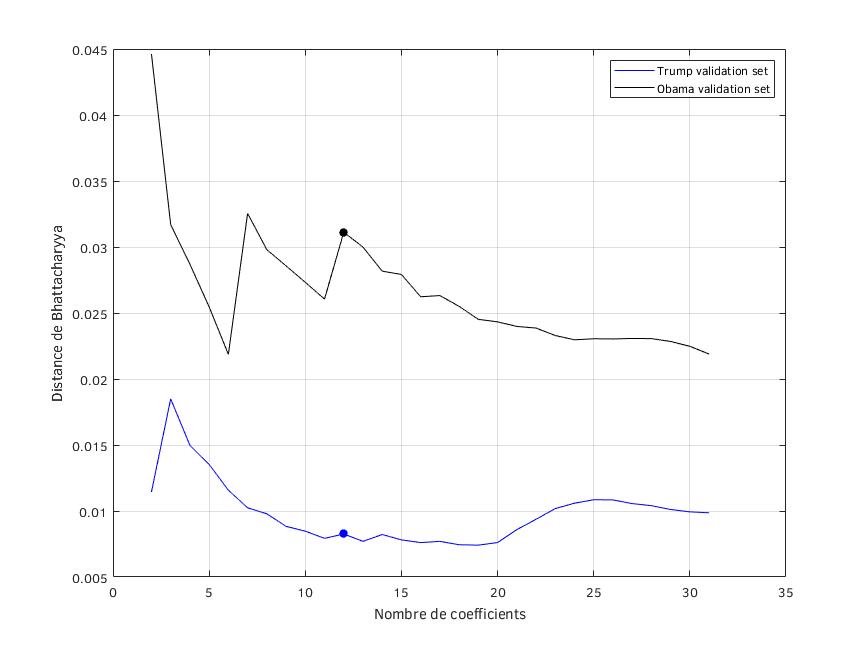 Trump validation set
Obama validation set
0.045
0.04
0.035
0.03
0.025
0.02
0.015
0.01
0.005
Distance de Bhattacharyya
0 5 10 15 20 25 30 35
Nombre de coefficients